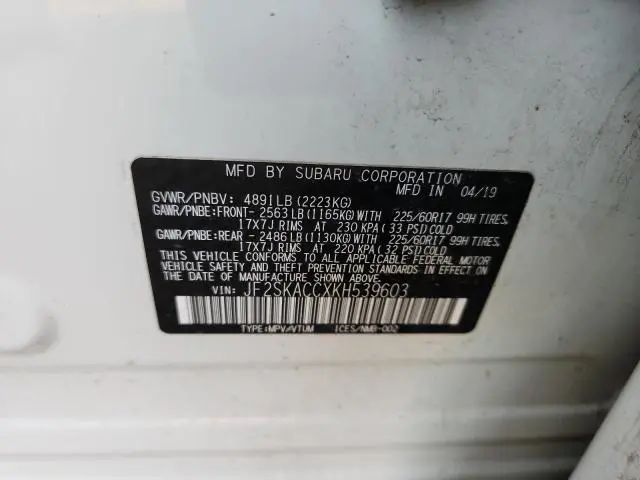 MFD BY SUBARU CORPORATION
MFD IN 04/19
GVWR/PNBV: 4891LB(2223KG)
GAWR/PNBE:FRONT-2563LB(1165KG)WITH 225/60R17 99H TIRES,
17X7J RIMS AT 230 KPA(33 PSI)COLD
GAWR/PNBE:REAR -2486LB(1130KG)WITH 225/60R17 99H TIRES,
17X7J RIMS AT 220 KPA(32 PSI)COLD
THIS VEHICLE CONFORMS TO ALL APPLICABLE FEDERAL MOTOR
VEHICLE SAFETY AND THEFT PREVENTION STANDARDS IN EFFECT ON
THE DATE OF MANUFACTURE SHOWN ABOVE.
VIN: JF2SKACCXKH539603
TYPE:MPV/VTUM ICES/NMB-002